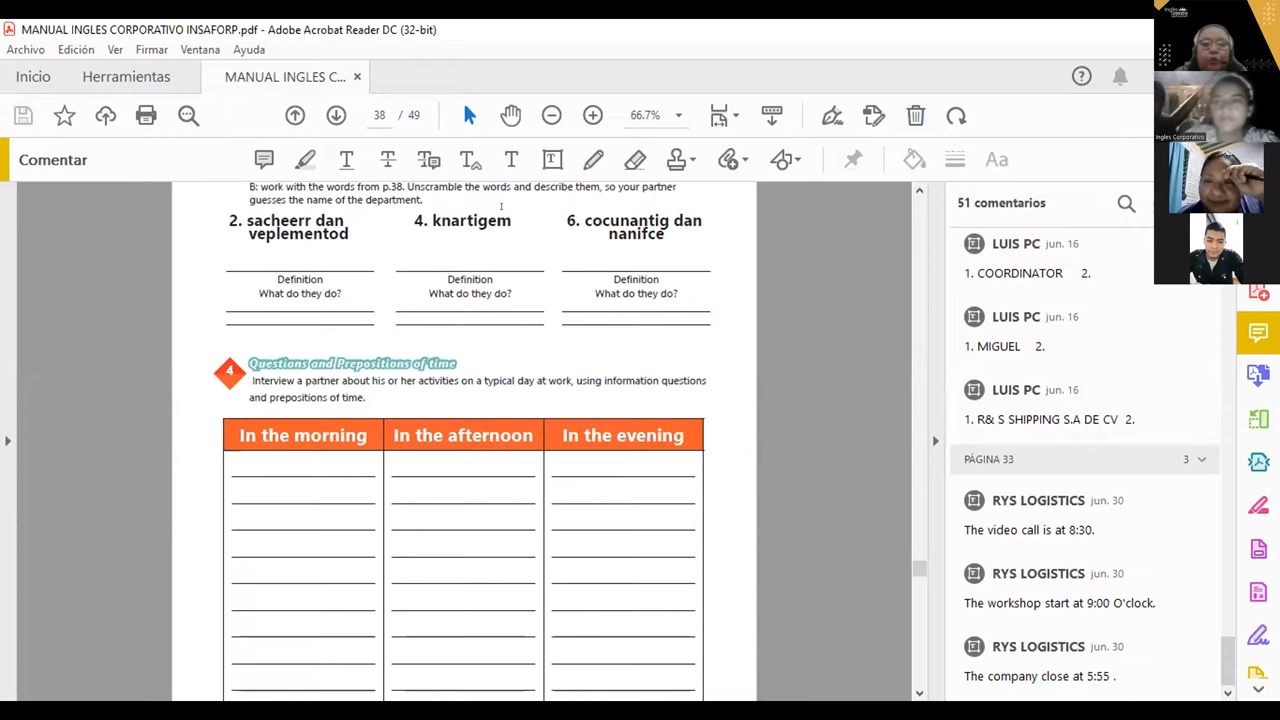 MANUAL INGLES CORPORATIVO INSAFORP.pdf - Adobe Acrobat Reader DC (32-bit)
Archivo Edición Ver Firmar Ventana Ayuda
Inicio Herramientas MANUAL INGLES C... ×
38 / 49 66.7%
Comentar
B: work with the words from p.38. Unscramble the words and describe them, so your partner
guesses the name of the department.
2. sacheerr dan
veplementod
4. knartigem
6. cocunantig dan
nanifce
Definition
What do they do?
Definition
What do they do?
Definition
What do they do?
4
Questions and Prepositions of time
Interview a partner about his or her activities on a typical day at work, using information questions
and prepositions of time.
In the morning In the afternoon In the evening
51 comentarios
LUIS PC jun. 16
1. COORDINATOR 2.
LUIS PC jun. 16
1. MIGUEL 2.
LUIS PC jun. 16
1. R& S SHIPPING S.A DE CV 2.
PÁGINA 33 3
RYS LOGISTICS jun. 30
The video call is at 8:30.
RYS LOGISTICS jun. 30
The workshop start at 9:00 O'clock.
RYS LOGISTICS jun. 30
The company close at 5:55 .
Ingles Corporativo